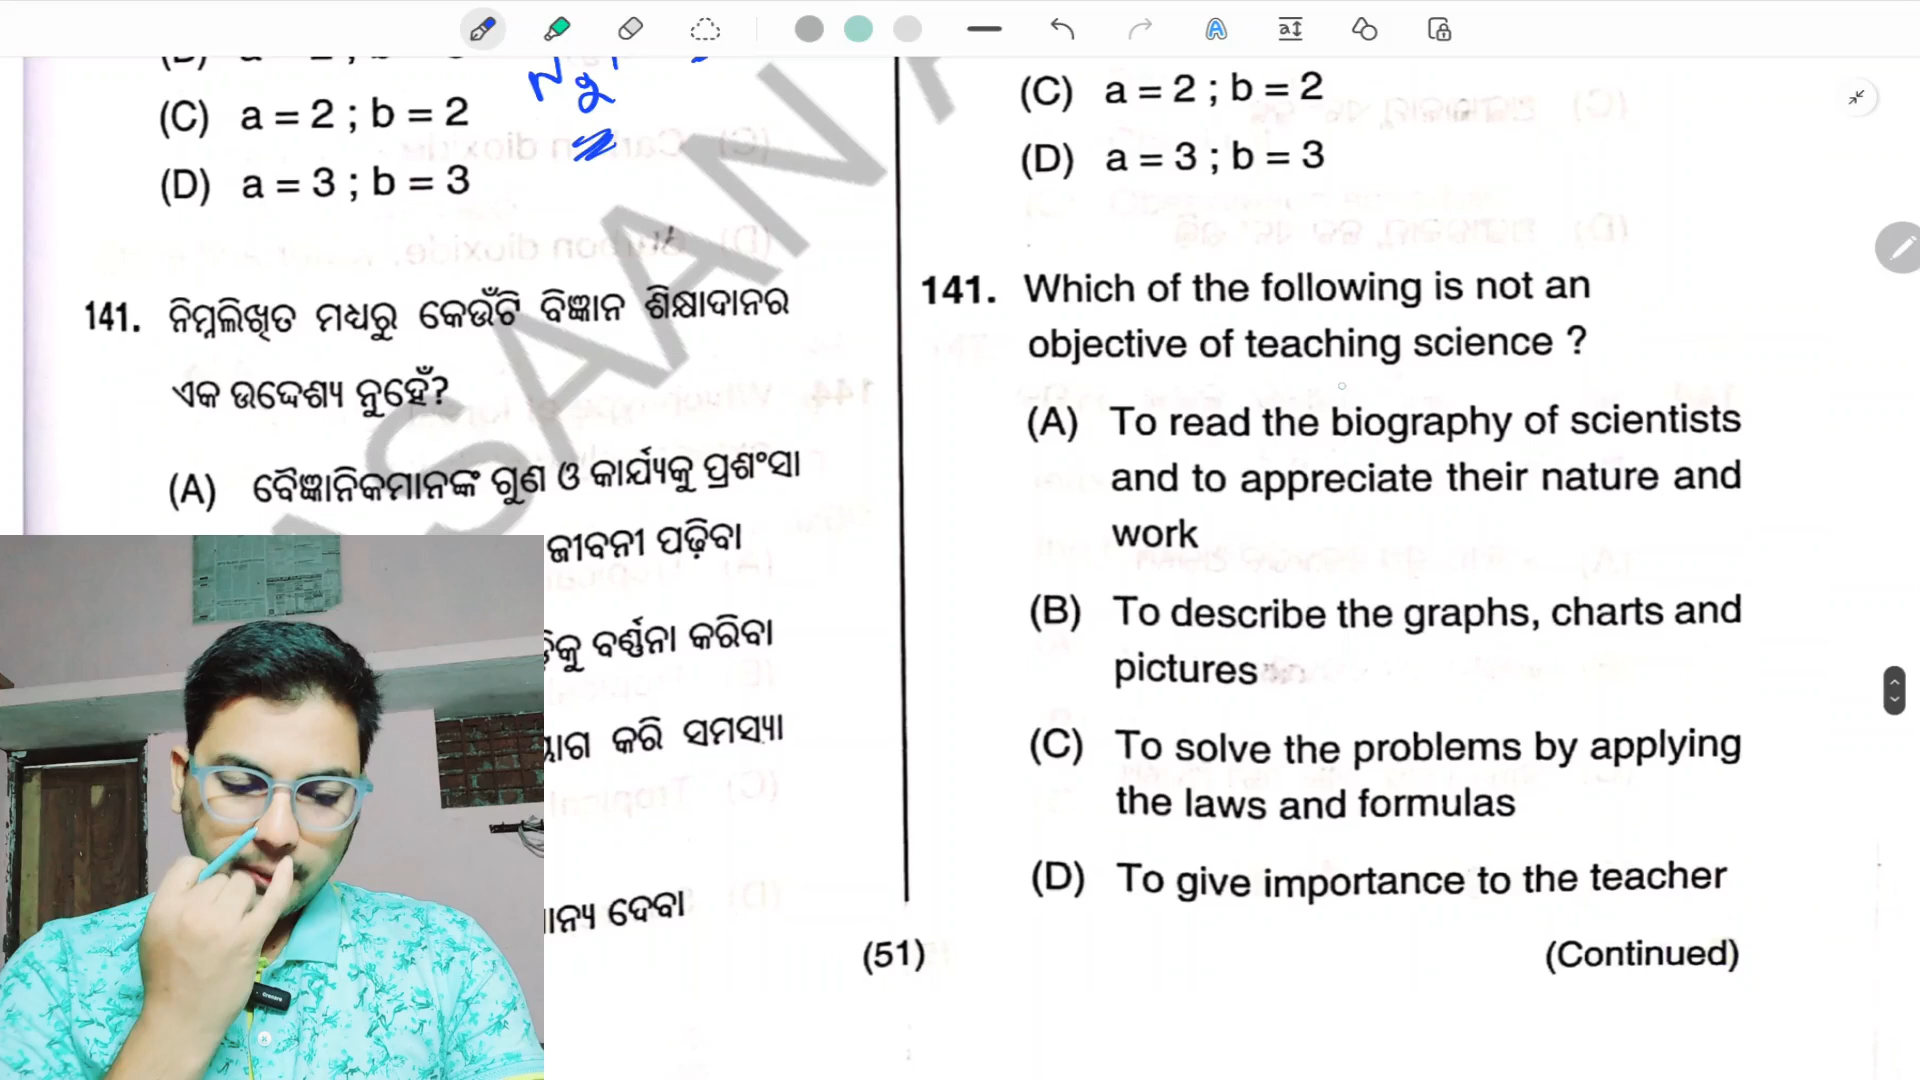 (C) a = 2 ; b = 2
(D) a = 3 ; b = 3
141. ନିମ୍ନଲିଖିତ ମଧ୍ୟରୁ କେଉଁଟି ବିଜ୍ଞାନ ଶିକ୍ଷାଦାନର
ଏକ ଉଦ୍ଦେଶ୍ୟ ନୁହେଁ?
(A) ବୈଜ୍ଞାନିକମାନଙ୍କ ଗୁଣ ଓ କାର୍ଯ୍ୟକୁ ପ୍ରଶଂସା
ଜୀବନୀ ପଢ଼ିବା
ବର୍ଣ୍ଣନା କରିବା
କରି ସମସ୍ୟା
ଦେବା
(C) a = 2 ; b = 2
(D) a = 3 ; b = 3
141. Which of the following is not an
objective of teaching science ?
(A) To read the biography of scientists
and to appreciate their nature and
work
(B) To describe the graphs, charts and
pictures
(C) To solve the problems by applying
the laws and formulas
(D) To give importance to the teacher
(51)
(Continued)
SAAN